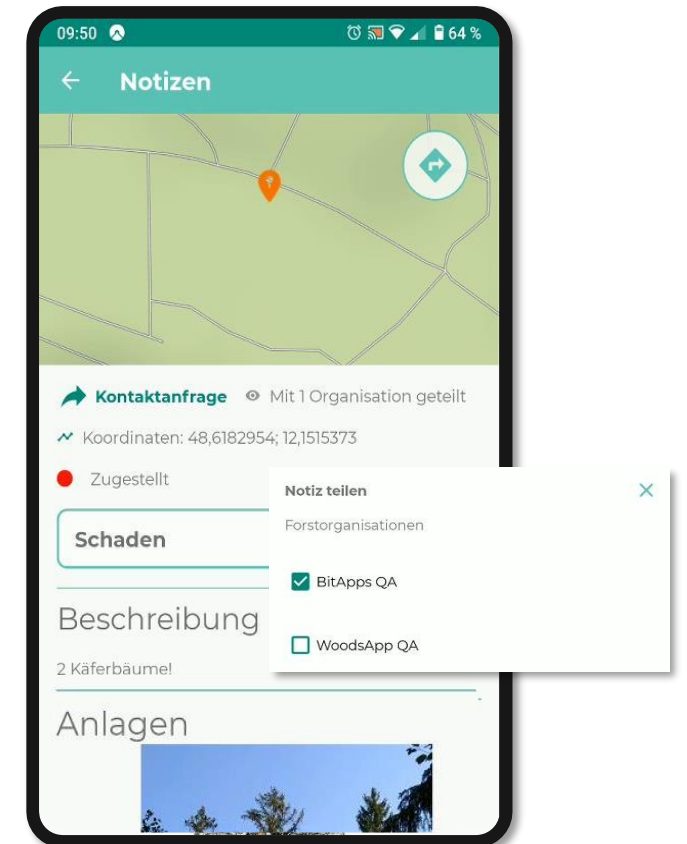 09:50
64 %
Notizen
Kontaktanfrage Mit 1 Organisation geteilt
Koordinaten: 48,6182954; 12,1515373
Zugestellt
Schaden
Beschreibung
2 Käferbäume!
Anlagen
Notiz teilen
Forstorganisationen
BitApps QA
WoodsApp QA